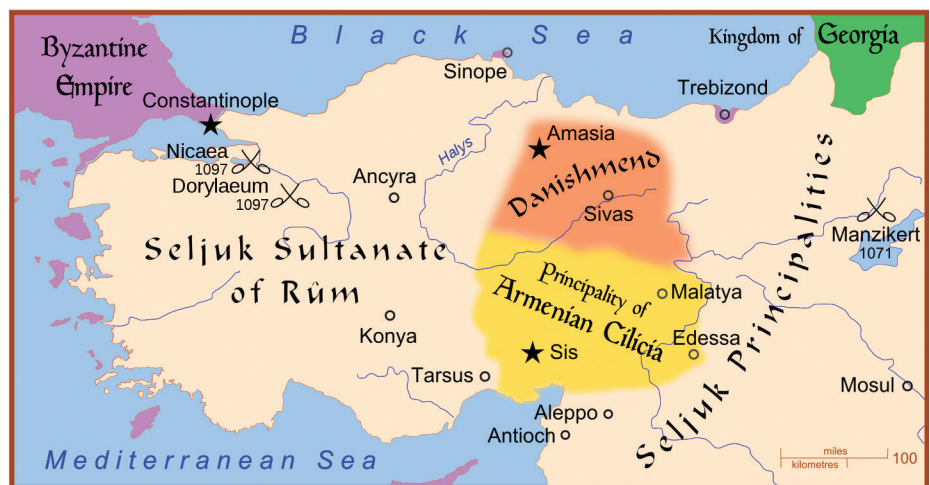 Black Sea
Byzantine
Empire
Kingdom of Georgia
Sinope
Trebizond
Constantinople
Amasia
Nicaea
1097
Halys
Danishmend
Dorylaeum
1097
Ancyra
Sivas
Manzikert
1071
Seljuk Sultanate
of Rûm
Principality of
Armenian Cilicia
Malatya
Seljuk Principalities
Konya
Sis
Edessa
Tarsus
Mosul
Aleppo
Antioch
Mediterranean Sea
miles
kilometres
100